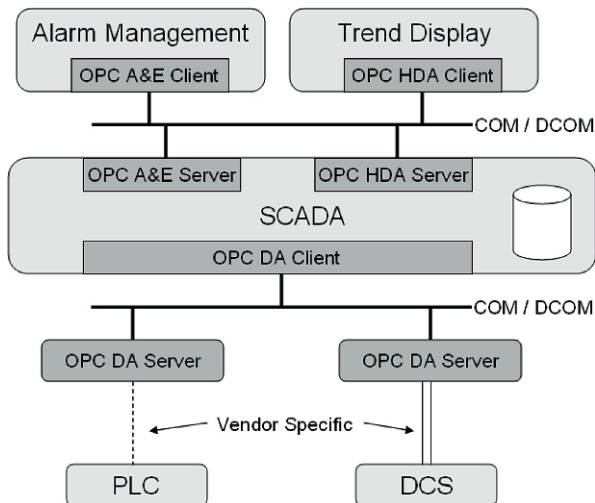 Alarm Management
Trend Display
OPC A&E Client
OPC HDA Client
COM / DCOM
OPC A&E Server
OPC HDA Server
SCADA
OPC DA Client
COM / DCOM
OPC DA Server
OPC DA Server
Vendor Specific
PLC
DCS